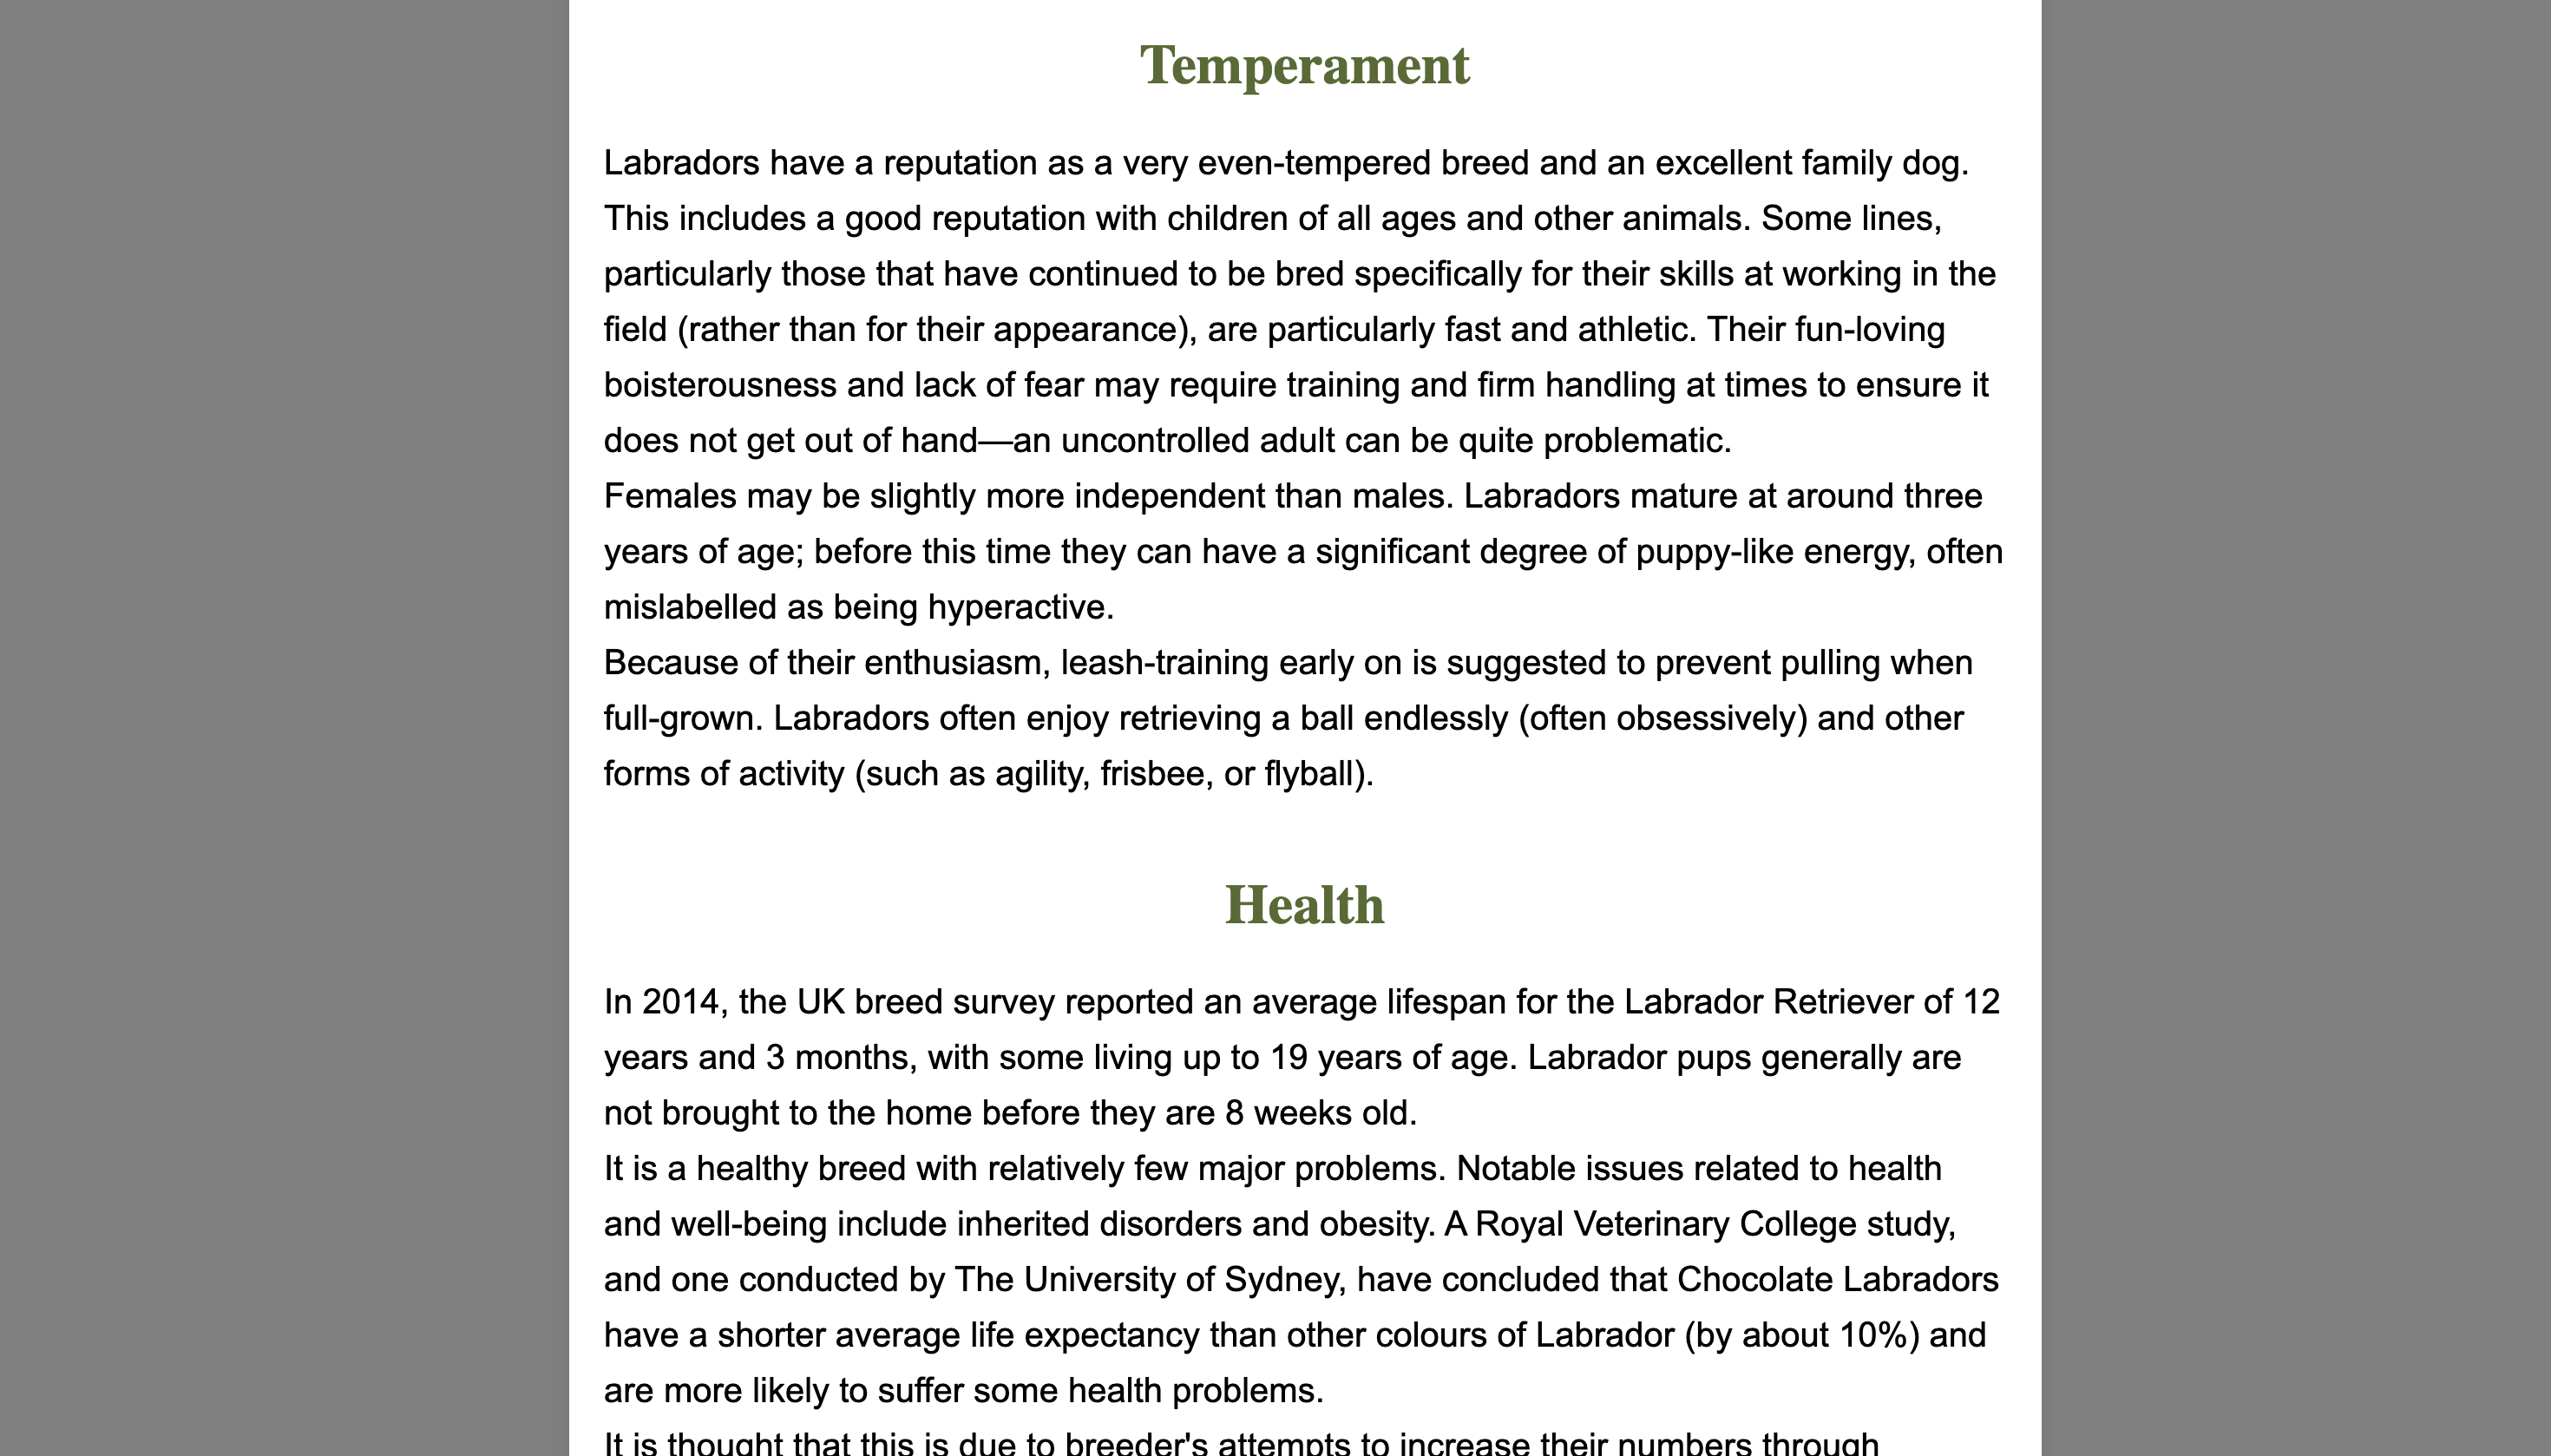 Temperament
Labradors have a reputation as a very even-tempered breed and an excellent family dog.
This includes a good reputation with children of all ages and other animals. Some lines,
particularly those that have continued to be bred specifically for their skills at working in the
field (rather than for their appearance), are particularly fast and athletic. Their fun-loving
boisterousness and lack of fear may require training and firm handling at times to ensure it
does not get out of hand—an uncontrolled adult can be quite problematic.
Females may be slightly more independent than males. Labradors mature at around three
years of age; before this time they can have a significant degree of puppy-like energy, often
mislabelled as being hyperactive.
Because of their enthusiasm, leash-training early on is suggested to prevent pulling when
full-grown. Labradors often enjoy retrieving a ball endlessly (often obsessively) and other
forms of activity (such as agility, frisbee, or flyball).
Health
In 2014, the UK breed survey reported an average lifespan for the Labrador Retriever of 12
years and 3 months, with some living up to 19 years of age. Labrador pups generally are
not brought to the home before they are 8 weeks old.
It is a healthy breed with relatively few major problems. Notable issues related to health
and well-being include inherited disorders and obesity. A Royal Veterinary College study,
and one conducted by The University of Sydney, have concluded that Chocolate Labradors
have a shorter average life expectancy than other colours of Labrador (by about 10%) and
are more likely to suffer some health problems.
It is thought that this is due to breeder's attempts to increase their numbers through